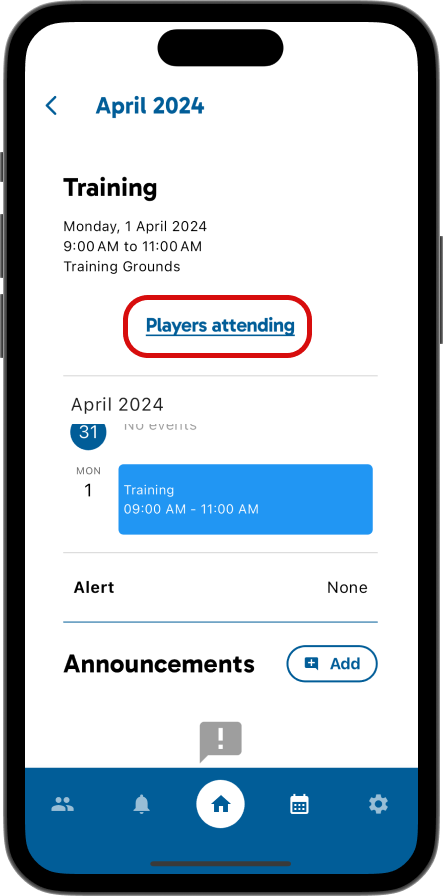 April 2024
Training
Monday, 1 April 2024
9:00 AM to 11:00 AM
Training Grounds
Players attending
April 2024
31 No events
MON
1
Training
09:00 AM - 11:00 AM
Alert None
Announcements Add